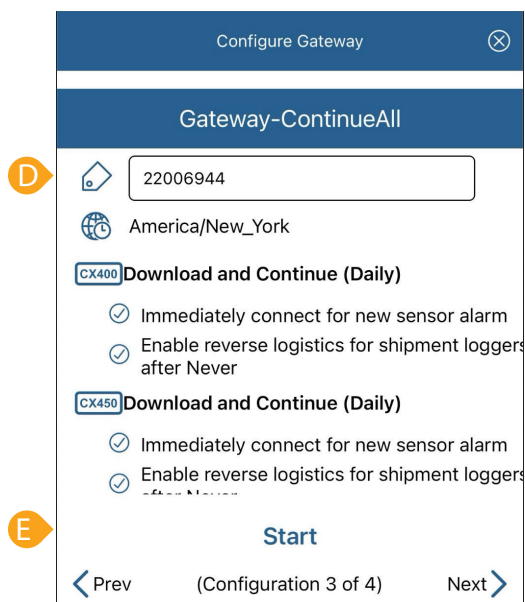 Configure Gateway
Gateway-ContinueAll
D
22006944
America/New_York
CX400 Download and Continue (Daily)
Immediately connect for new sensor alarm
Enable reverse logistics for shipment loggers
after Never
CX450 Download and Continue (Daily)
Immediately connect for new sensor alarm
Enable reverse logistics for shipment loggers
after Never
E
Start
Prev (Configuration 3 of 4) Next